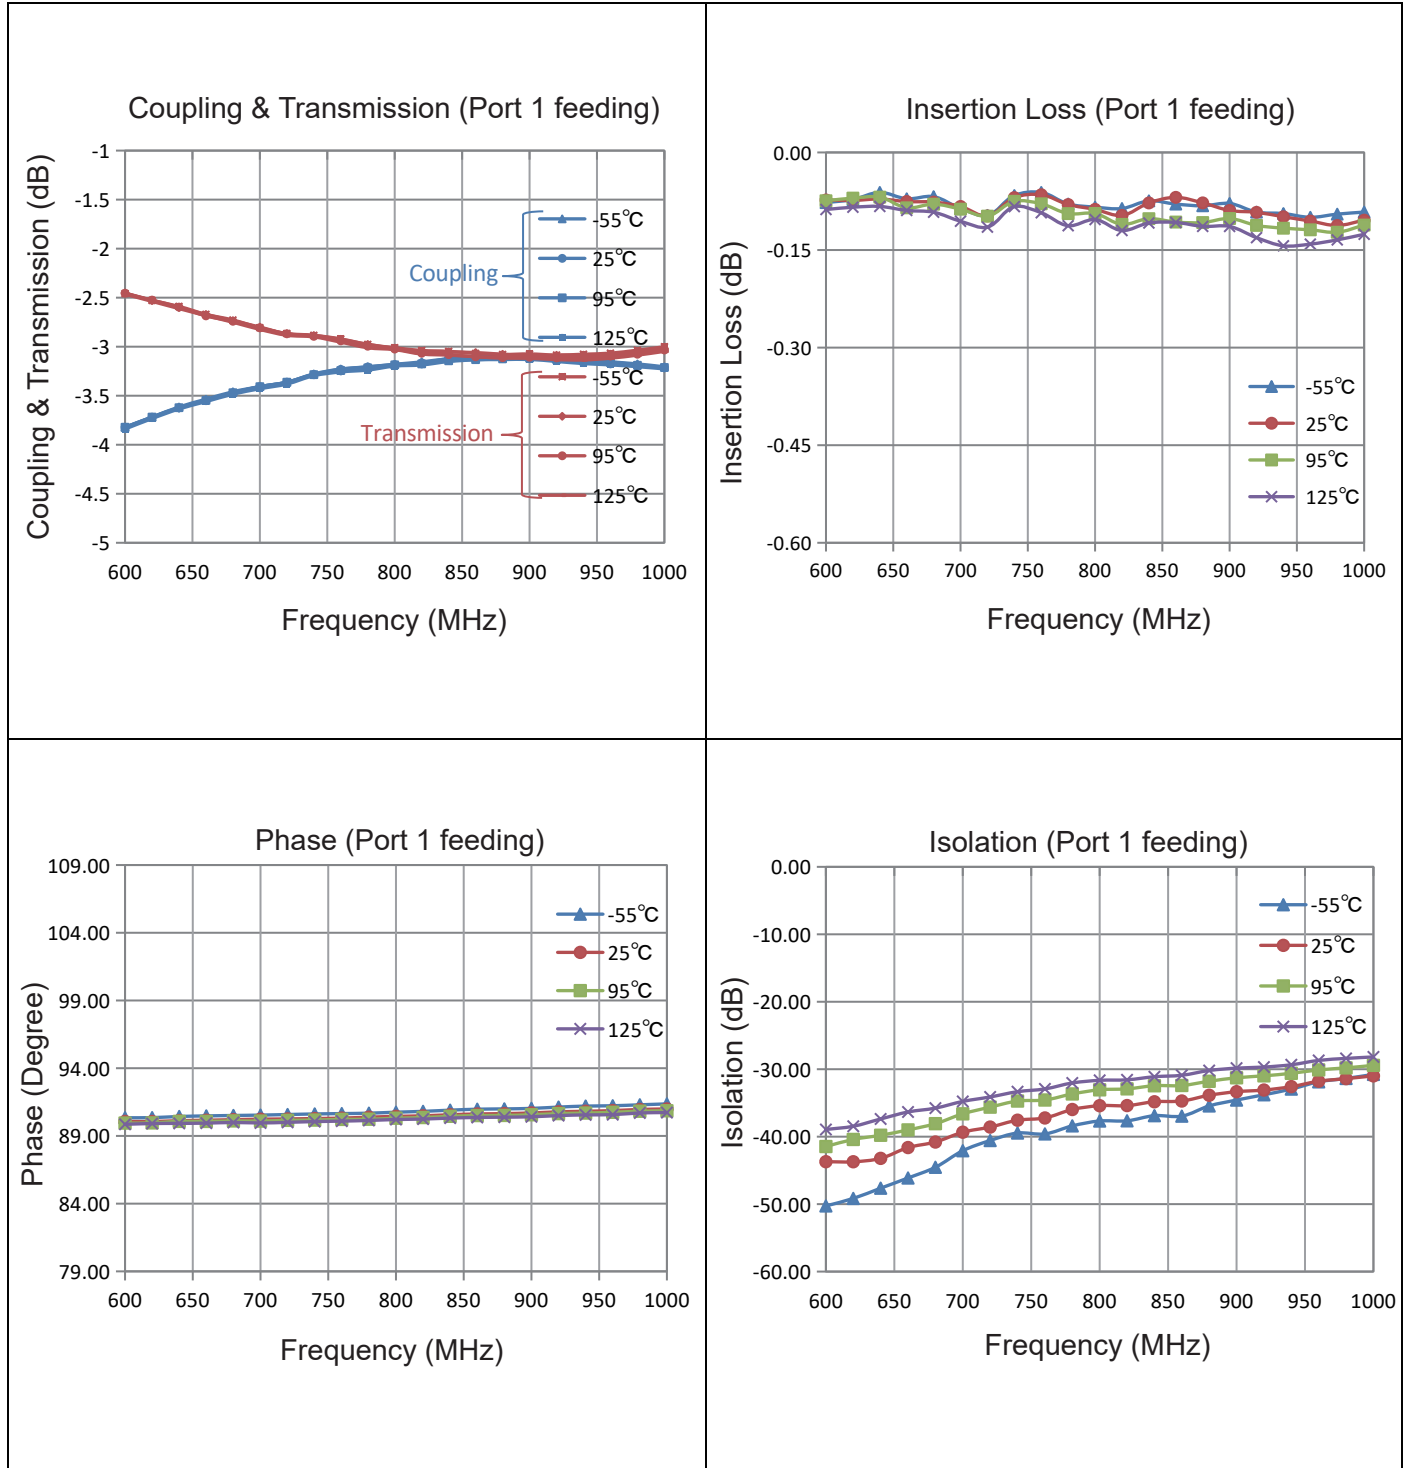 Coupling & Transmission (Port 1 feeding)
Coupling & Transmission (dB)
-1
-1.5
-2
-2.5
-3
-3.5
-4
-4.5
-5
-55℃
25℃
95℃
125℃
Coupling
-55℃
25℃
95℃
125℃
Transmission
600 650 700 750 800 850 900 950 1000
Frequency (MHz)
Insertion Loss (Port 1 feeding)
Insertion Loss (dB)
0.00
-0.15
-0.30
-0.45
-0.60
-55℃
25℃
95℃
125℃
600 650 700 750 800 850 900 950 1000
Frequency (MHz)
Phase (Port 1 feeding)
Phase (Degree)
109.00
104.00
99.00
94.00
89.00
84.00
79.00
-55℃
25℃
95℃
125℃
600 650 700 750 800 850 900 950 1000
Frequency (MHz)
Isolation (Port 1 feeding)
Isolation (dB)
0.00
-10.00
-20.00
-30.00
-40.00
-50.00
-60.00
-55℃
25℃
95℃
125℃
600 650 700 750 800 850 900 950 1000
Frequency (MHz)